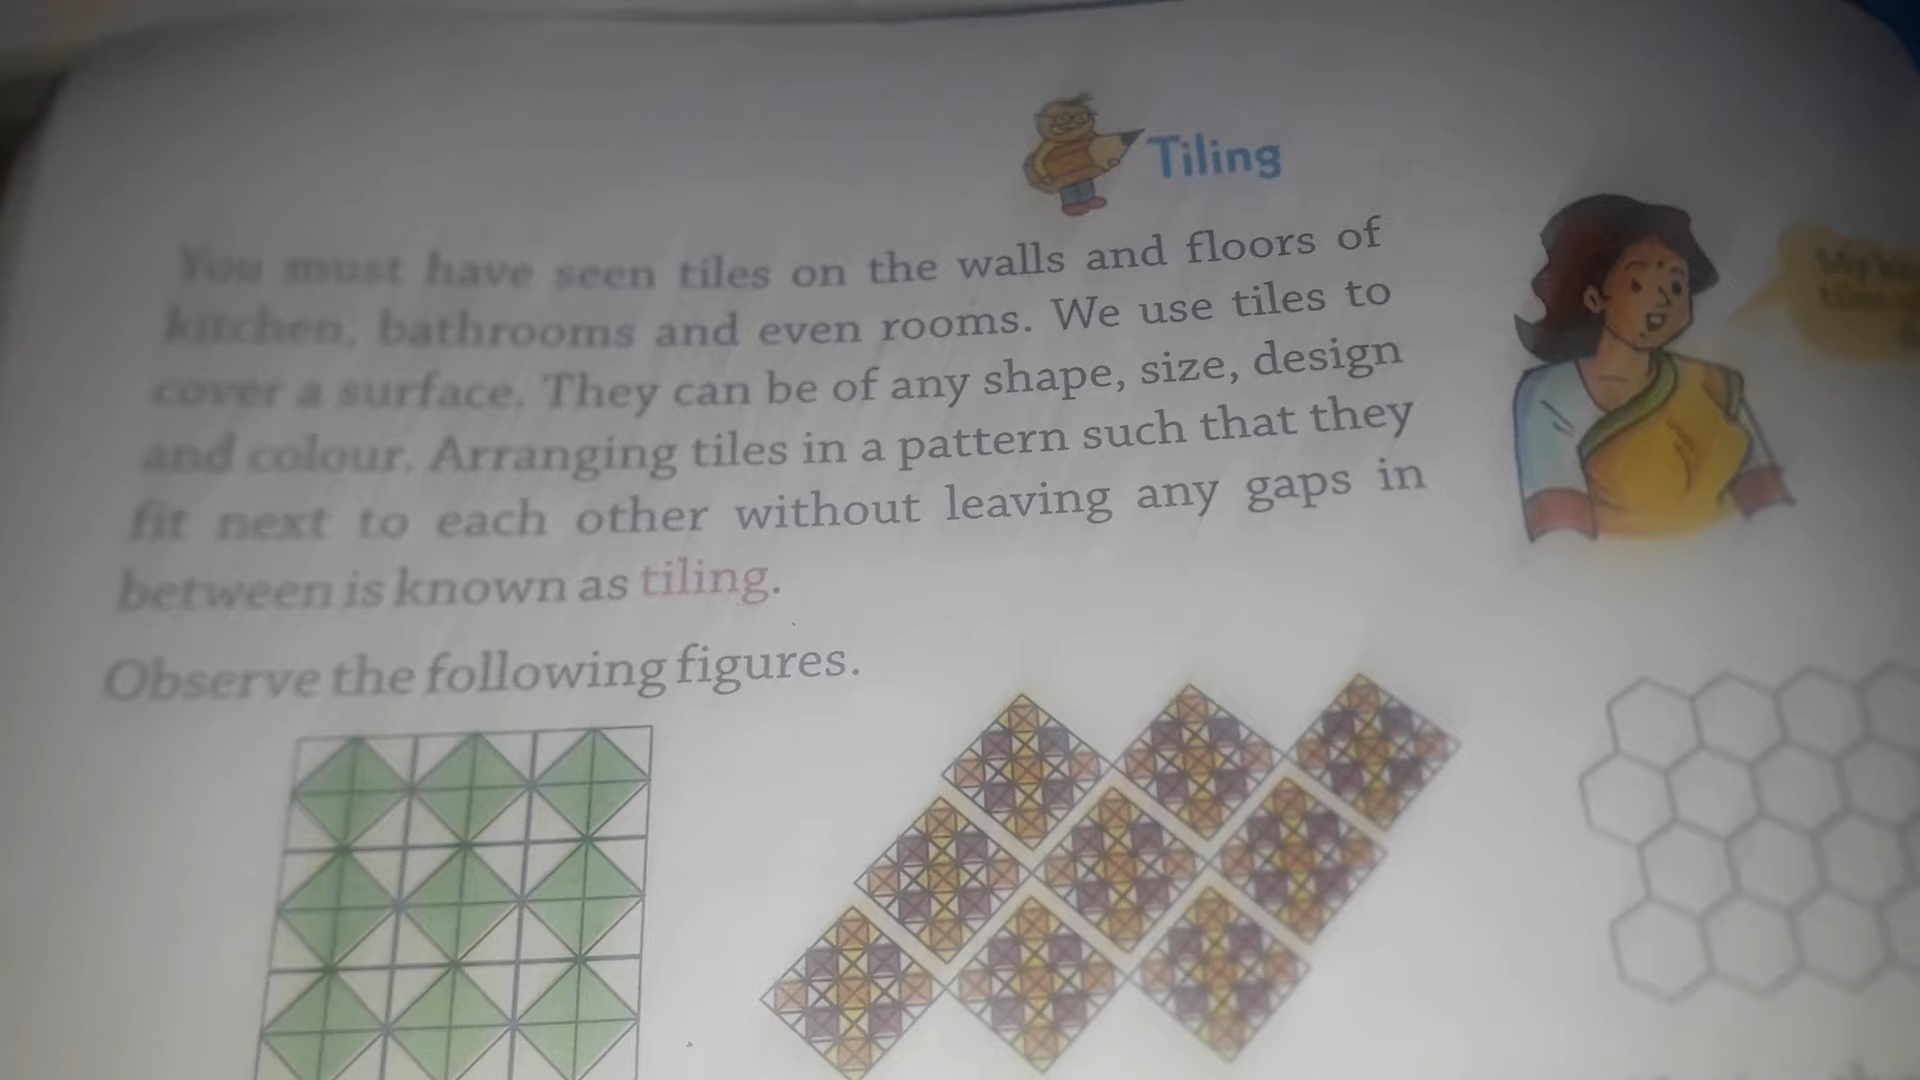 Tiling
You must have seen tiles on the walls and floors of
kitchen, bathrooms and even rooms. We use tiles to
cover a surface. They can be of any shape, size, design
and colour. Arranging tiles in a pattern such that they
fit next to each other without leaving any gaps in
between is known as tiling.
Observe the following figures.
My
tiles